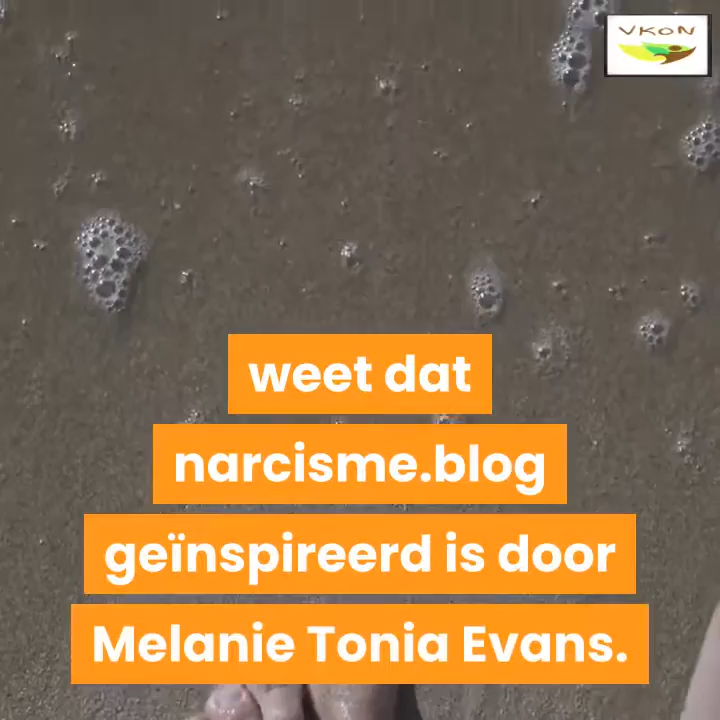 VKON
weet dat
narcisme.blog
geïnspireerd is door
Melanie Tonia Evans.